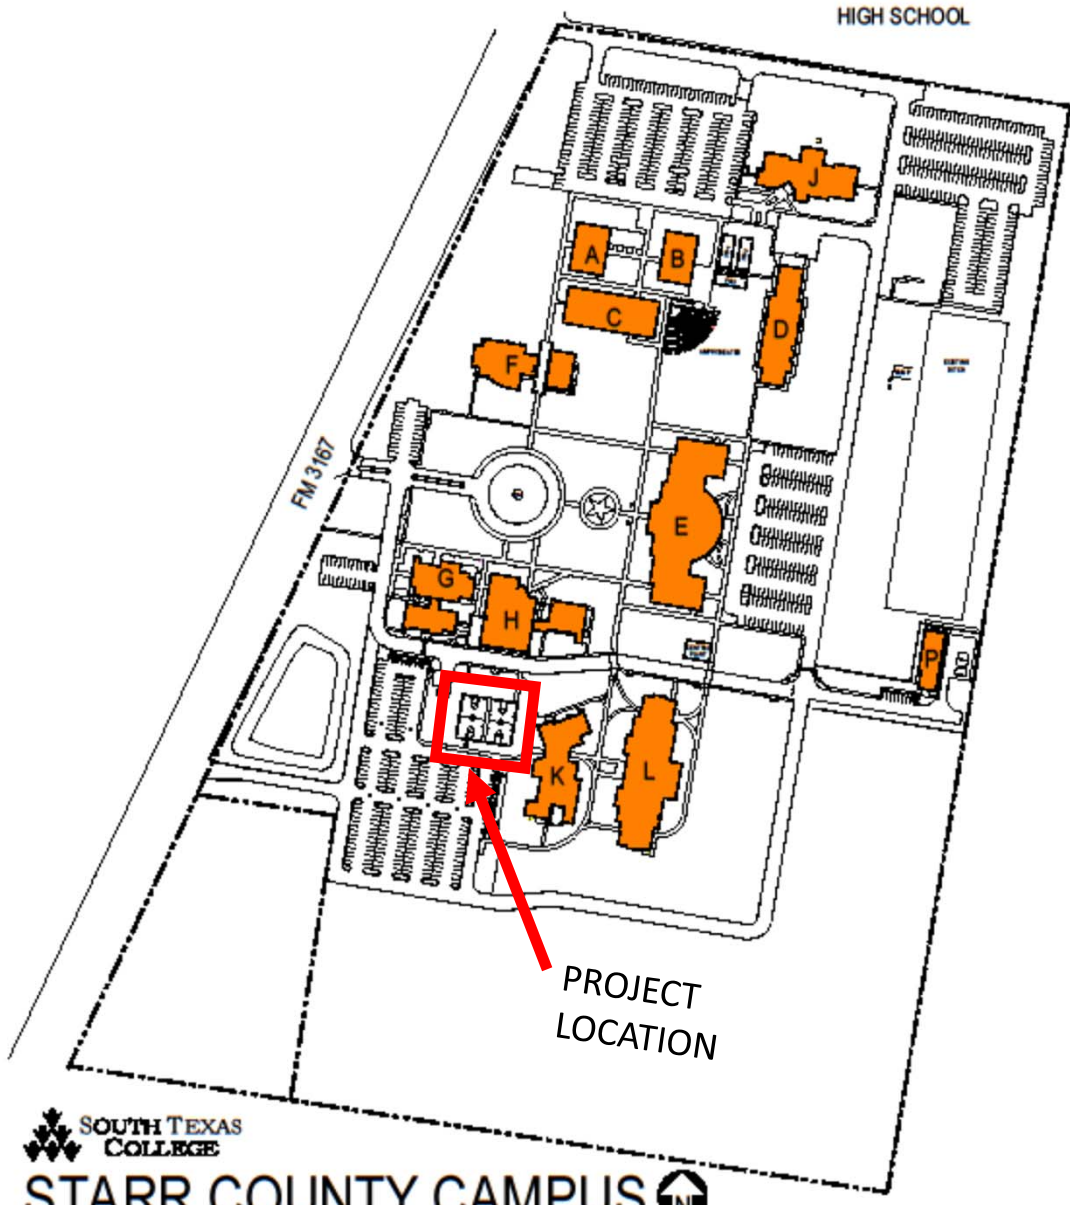 HIGH SCHOOL
J
A
B
C
D
F
FM 3167
E
G
H
P
K
L
PROJECT
LOCATION
SOUTH TEXAS
COLLEGE
STARR COUNTY CAMPUS
N